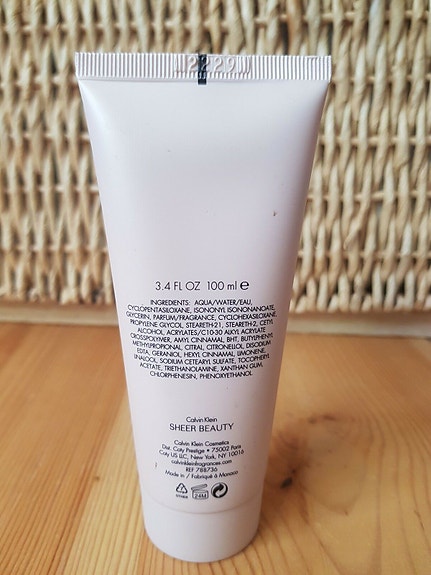 12229
3.4 FL OZ 100 ml e
INGREDIENTS: AQUA/WATER/EAU,
CYCLOPENTASILOXANE, ISONONYL ISONONANOATE,
GLYCERIN, PARFUM/FRAGRANCE, CYCLOHEXASILOXANE,
PROPYLENE GLYCOL, STEARETH-21, STEARETH-2, CETYL
ALCOHOL, ACRYLATES/C10-30 ALKYL ACRYLATE
CROSSPOLYMER, AMYL CINNAMAL, BHT, BUTYLPHENYL
METHYLPROPIONAL, CITRAL, CITRONELLOL, DISODIUM
EDTA, GERANIOL, HEXYL CINNAMAL, LIMONENE,
LINALOOL, SODIUM CETEARYL SULFATE, TOCOPHERYL
ACETATE, TRIETHANOLAMINE, XANTHAN GUM,
CHLORPHENESIN, PHENOXYETHANOL
Calvin Klein
SHEER BEAUTY
Calvin Klein Cosmetics
Dist. Coty Prestige • 75002 Paris
Coty US LLC, New York, NY 10016
calvinkleinfragrances.com
REF 788736
Made in / Fabriqué à Monaco
24M